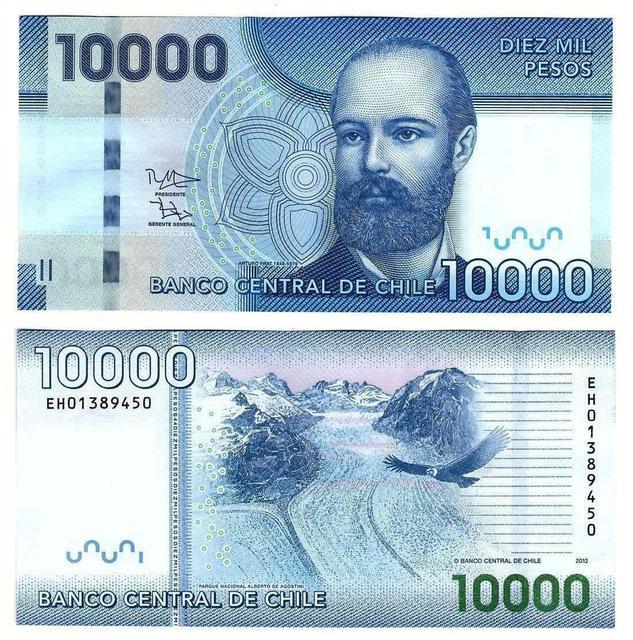 10000
DIEZ MIL
PESOS
PRESIDENTE
GERENTE GENERAL
ARTURO PRAT 1848-1879
BANCO CENTRAL DE CHILE
10000
10000
EH01389450
EH01389450
© BANCO CENTRAL DE CHILE 2012
PARQUE NACIONAL ALBERTO DE AGOSTINI
BANCO CENTRAL DE CHILE
10000